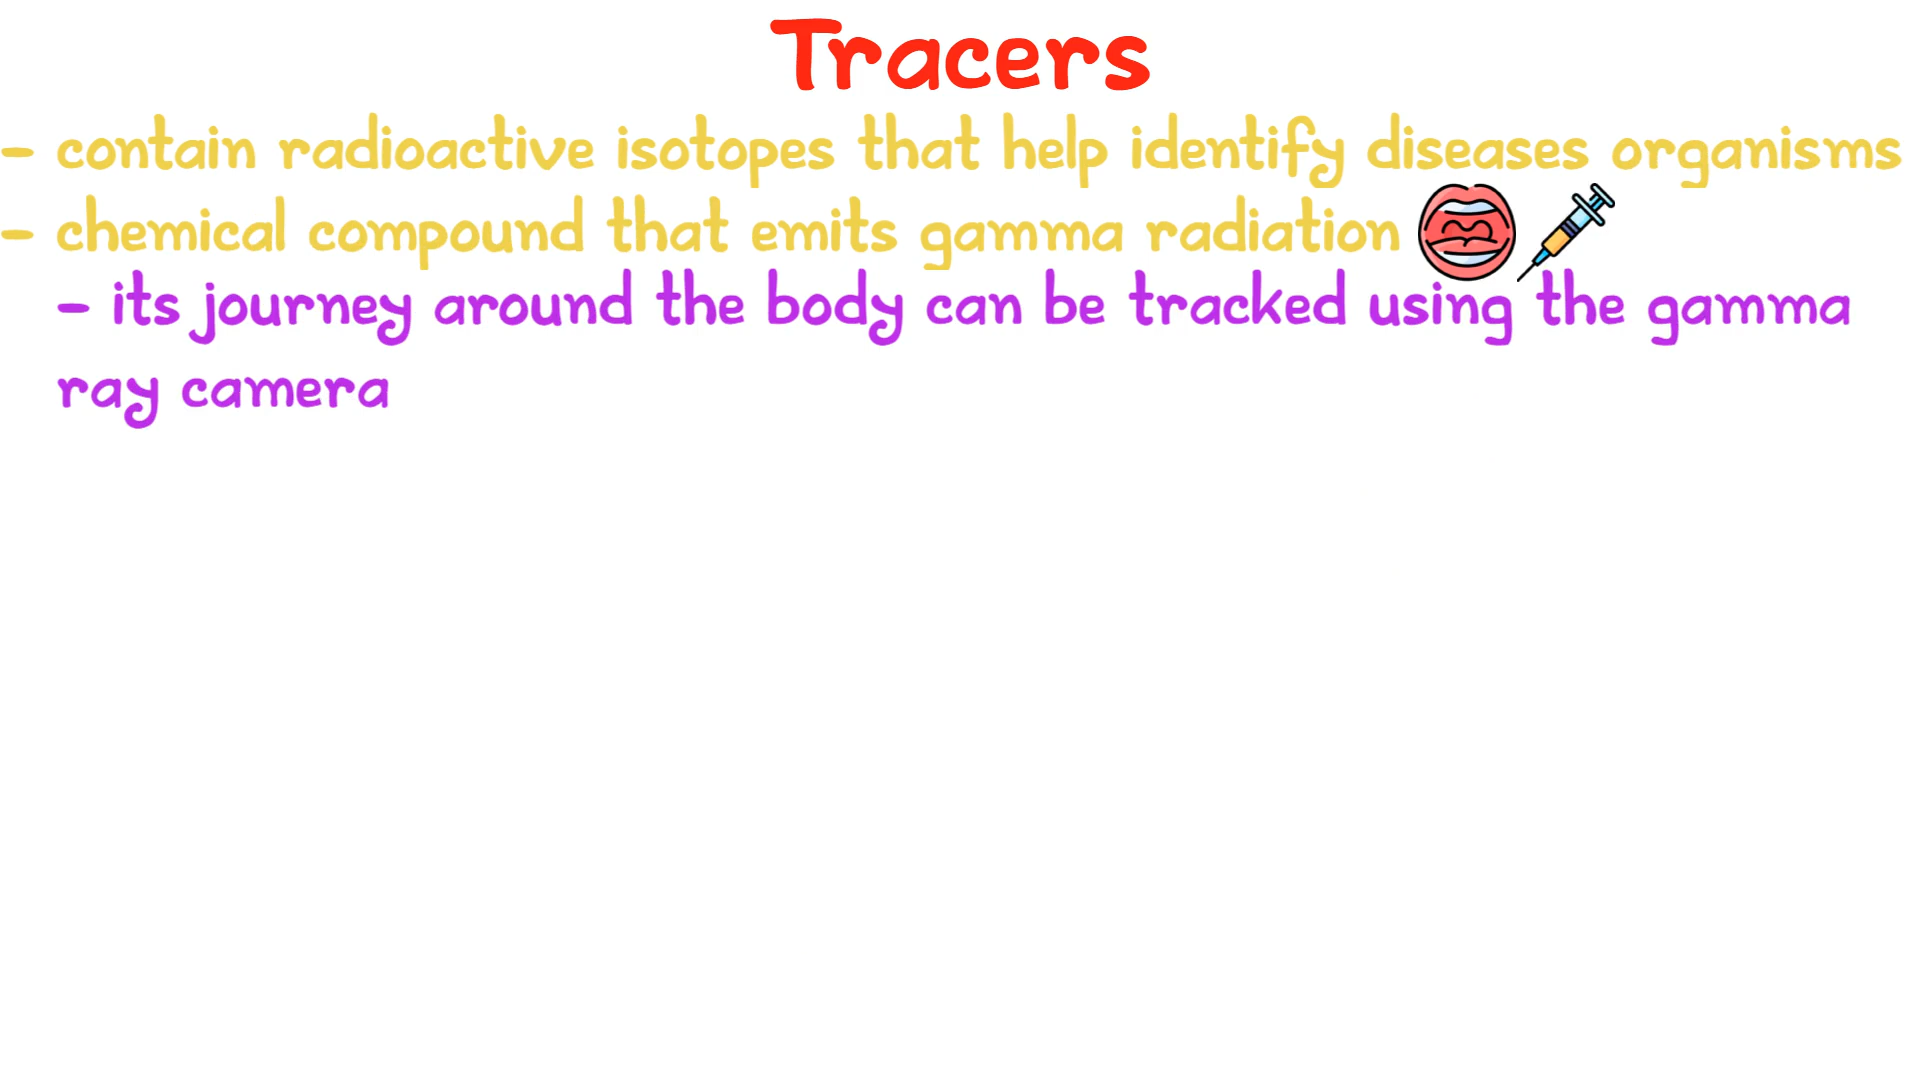 Tracers
- contain radioactive isotopes that help identify diseases organisms
- chemical compound that emits gamma radiation
- its journey around the body can be tracked using the gamma
ray camera